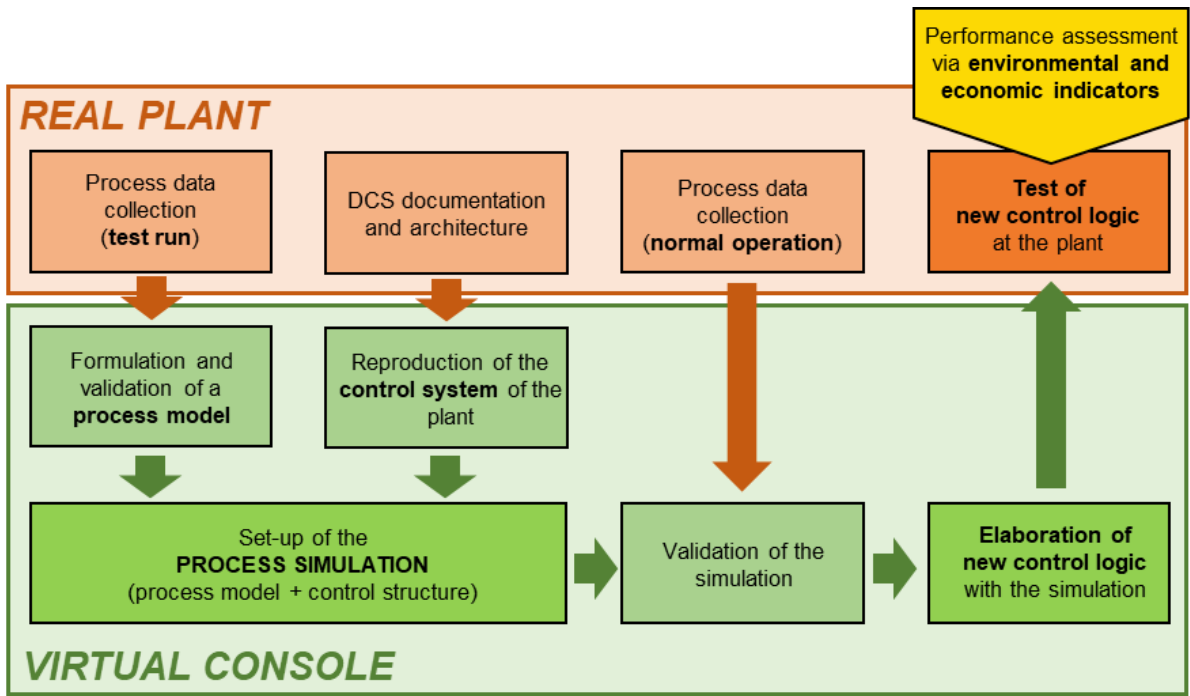 Performance assessment
via environmental and
economic indicators
REAL PLANT
Process data
collection
(test run)
DCS documentation
and architecture
Process data
collection
(normal operation)
Test of
new control logic
at the plant
Formulation and
validation of a
process model
Reproduction of the
control system of the
plant
Set-up of the
PROCESS SIMULATION
(process model + control structure)
Validation of the
simulation
Elaboration of
new control logic
with the simulation
VIRTUAL CONSOLE